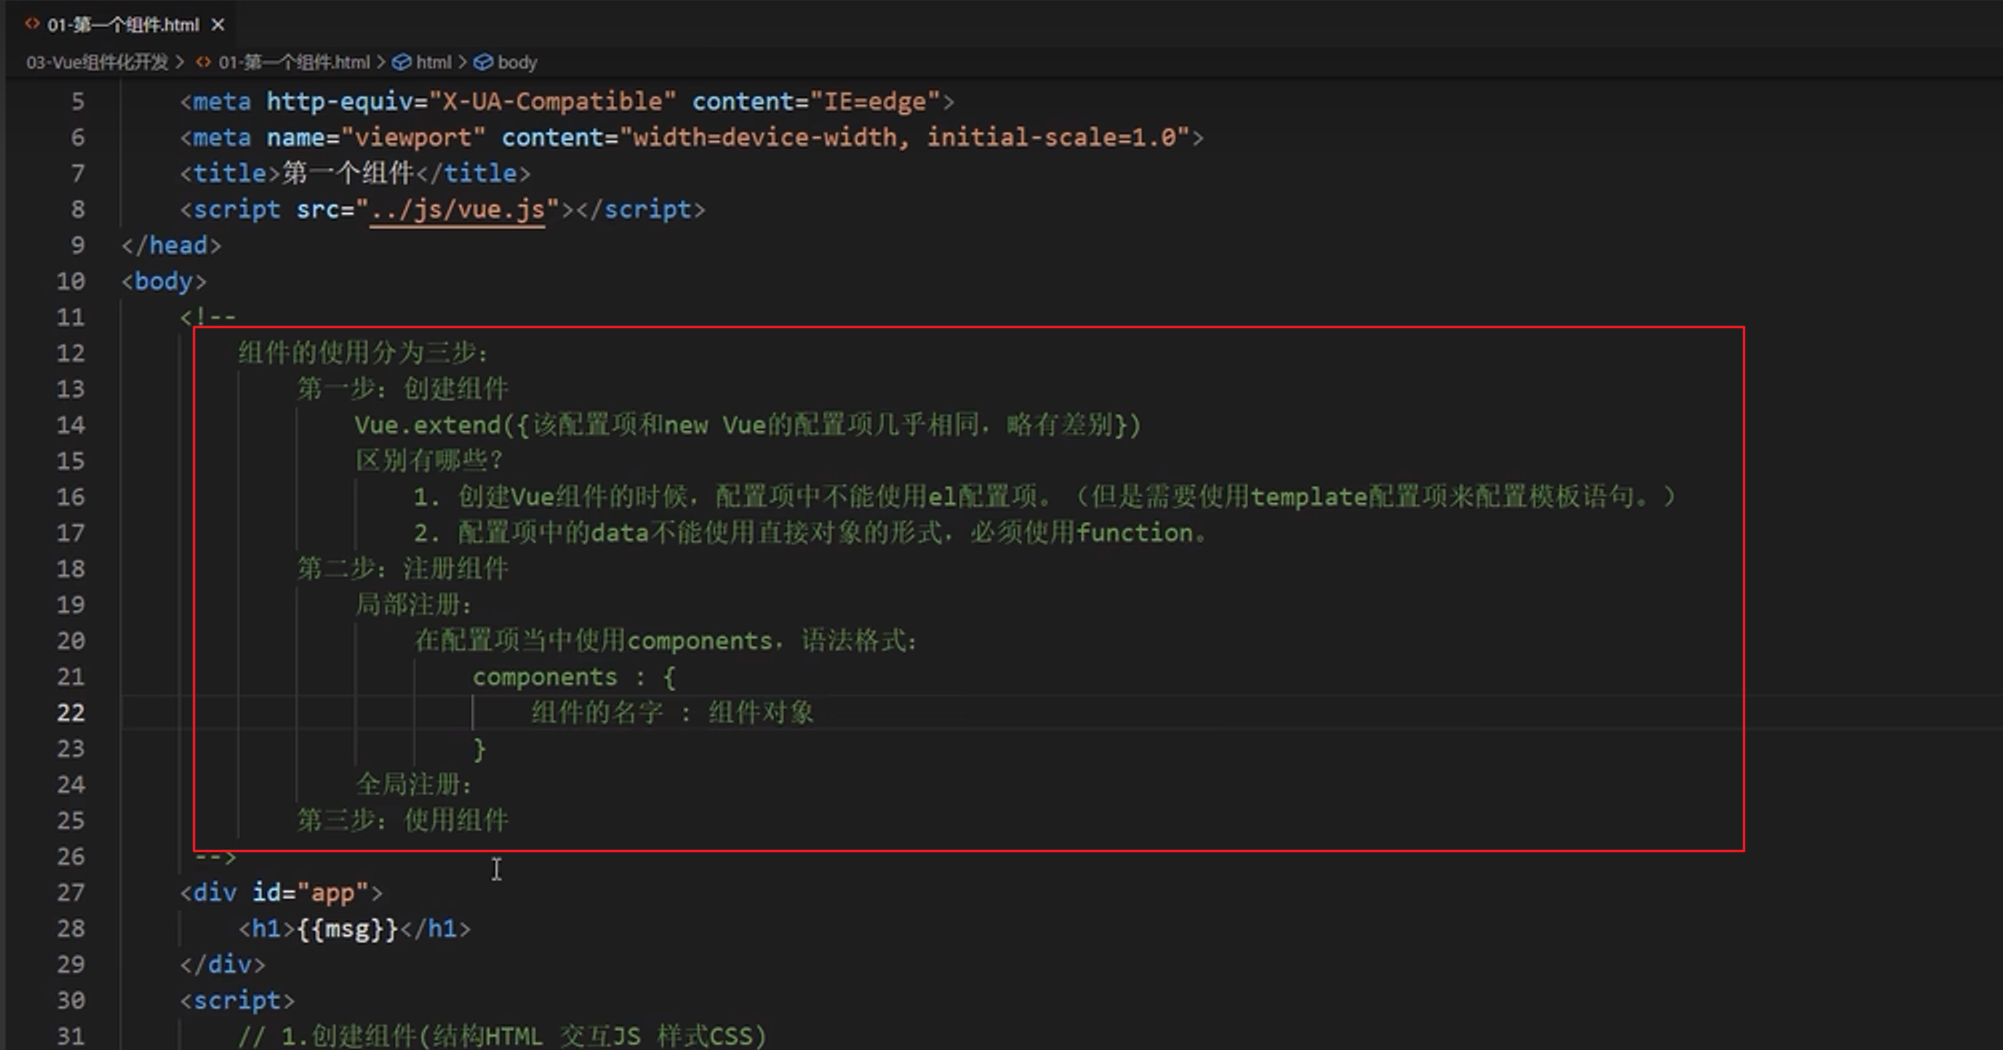 01-第一个组件.html
03-Vue组件化开发 > 01-第一个组件.html > html > body
5 <meta http-equiv="X-UA-Compatible" content="IE=edge">
6 <meta name="viewport" content="width=device-width, initial-scale=1.0">
7 <title>第一个组件</title>
8 <script src="../js/vue.js"></script>
9 </head>
10 <body>
11 <!--
12 组件的使用分为三步：
13 第一步：创建组件
14 Vue.extend({该配置项和new Vue的配置项几乎相同，略有差别})
15 区别有哪些？
16 1. 创建Vue组件的时候，配置项中不能使用el配置项。（但是需要使用template配置项来配置模板语句。）
17 2. 配置项中的data不能使用直接对象的形式，必须使用function。
18 第二步：注册组件
19 局部注册：
20 在配置项当中使用components，语法格式：
21 components : {
22 组件的名字 : 组件对象
23 }
24 全局注册：
25 第三步：使用组件
26 -->
27 <div id="app">
28 <h1>{{msg}}</h1>
29 </div>
30 <script>
31 // 1.创建组件(结构HTML 交互JS 样式CSS)